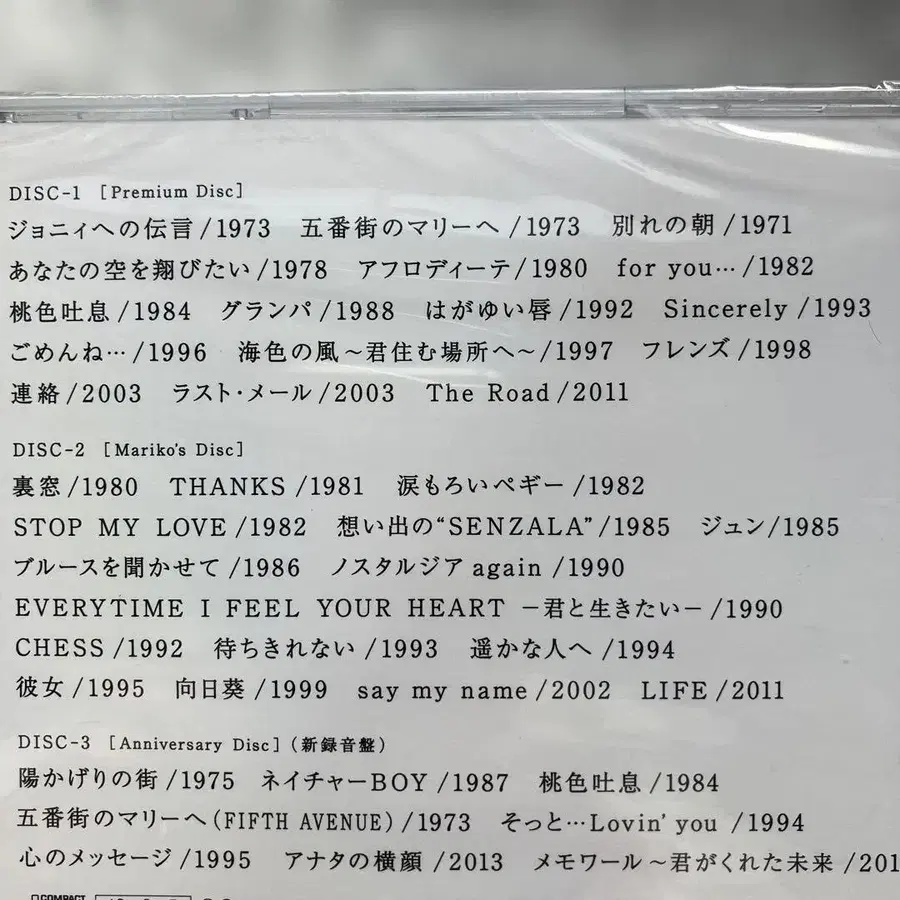 DISC-1 [Premium Disc]
ジョニィへの伝言/1973 五番街のマリーへ/1973 別れの朝/1971
あなたの空を翔びたい/1978 アフロディーテ/1980 for you…/1982
桃色吐息/1984 グランパ/1988 はがゆい唇/1992 Sincerely/1993
ごめんね…/1996 海色の風～君住む場所へ～/1997 フレンズ/1998
連絡/2003 ラスト・メール/2003 The Road/2011
DISC-2 [Mariko's Disc]
裏窓/1980 THANKS/1981 涙もろいペギー/1982
STOP MY LOVE/1982 想い出の“SENZALA”/1985 ジュン/1985
ブルースを聞かせて/1986 ノスタルジアagain/1990
EVERYTIME I FEEL YOUR HEART －君と生きたい－/1990
CHESS/1992 待ちきれない/1993 遥かな人へ/1994
彼女/1995 向日葵/1999 say my name/2002 LIFE/2011
DISC-3 [Anniversary Disc](新録音盤)
陽かげりの街/1975 ネイチャーBOY/1987 桃色吐息/1984
五番街のマリーへ(FIFTH AVENUE)/1973 そっと…Lovin' you/1994
心のメッセージ/1995 アナタの横顔/2013 メモワール～君がくれた未来/201
COMPACT